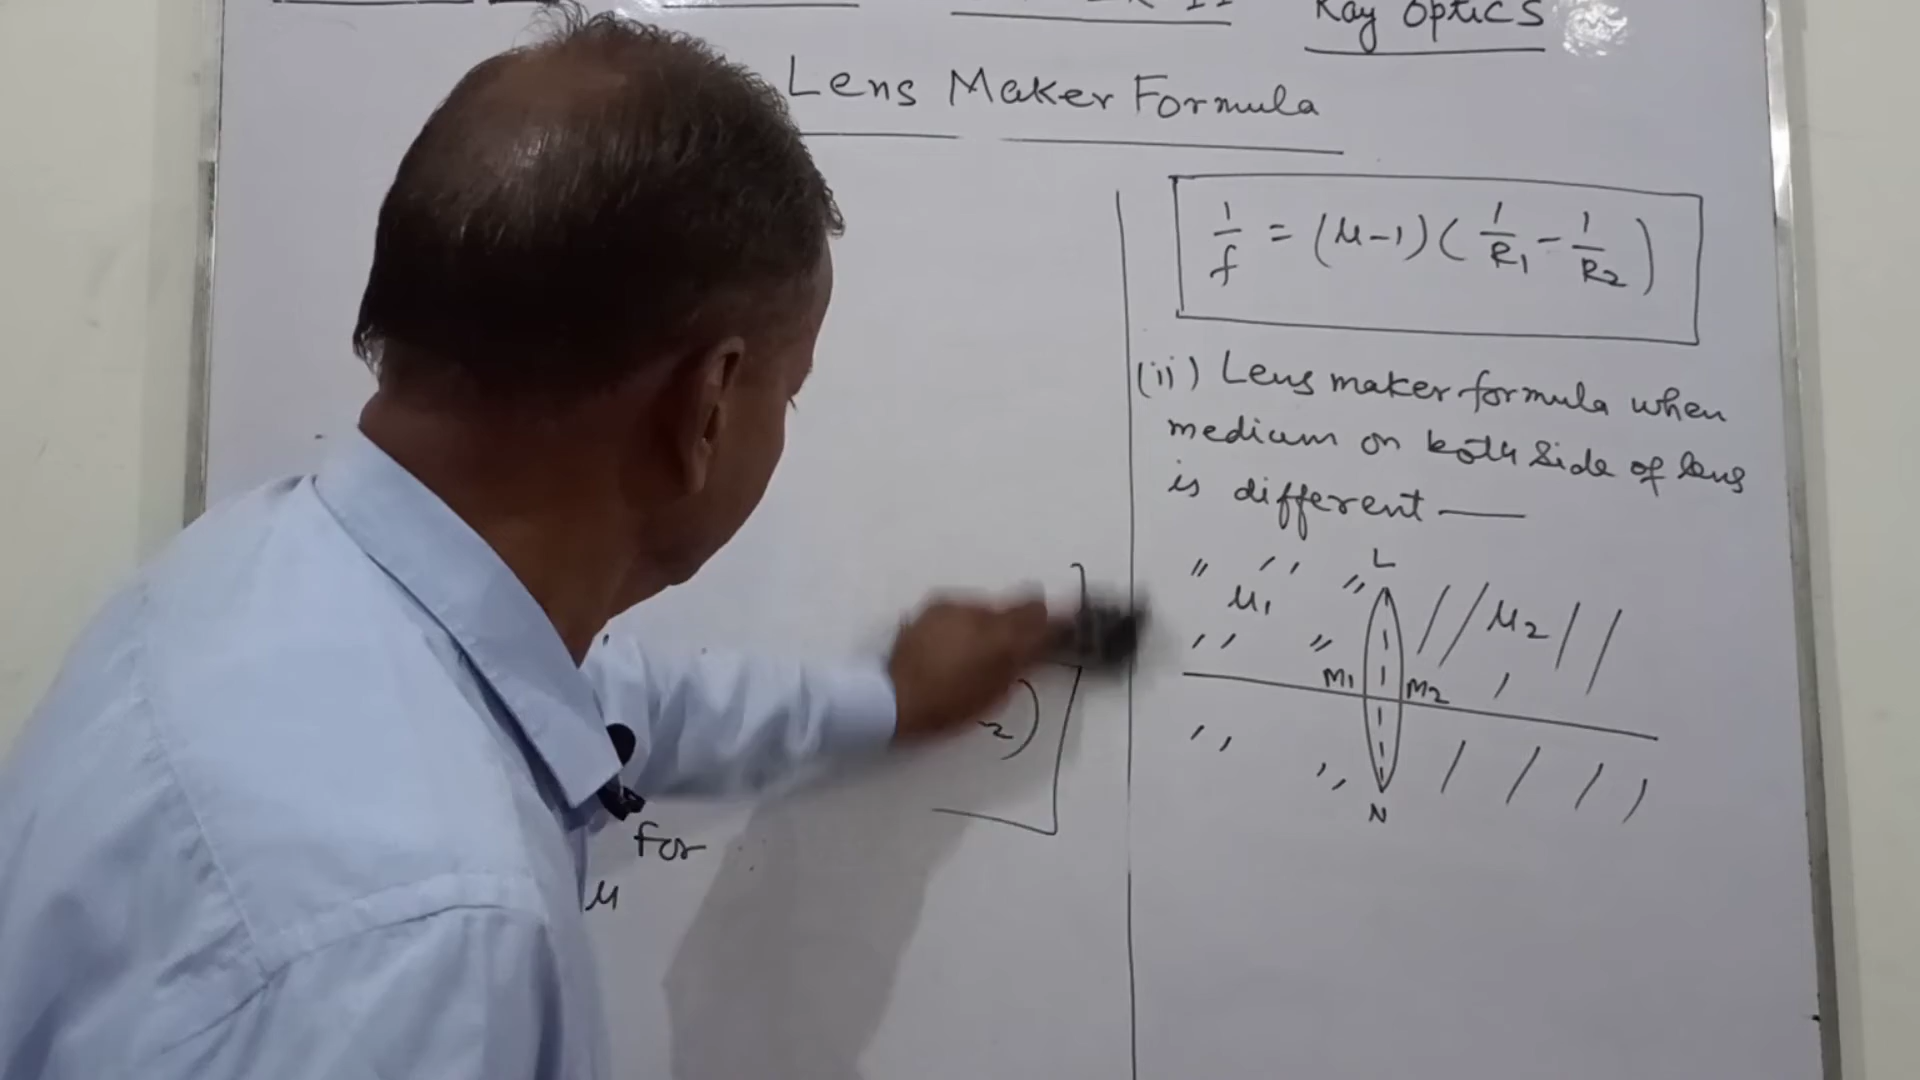 Ray Optics
Lens Maker Formula
1/f = (μ-1)(1/R₁ - 1/R₂)
(ii) Lens maker formula when
medium on both side of lens
is different —
L
μ₁
μ₂
M₁ M₂
N
2)
for
μ